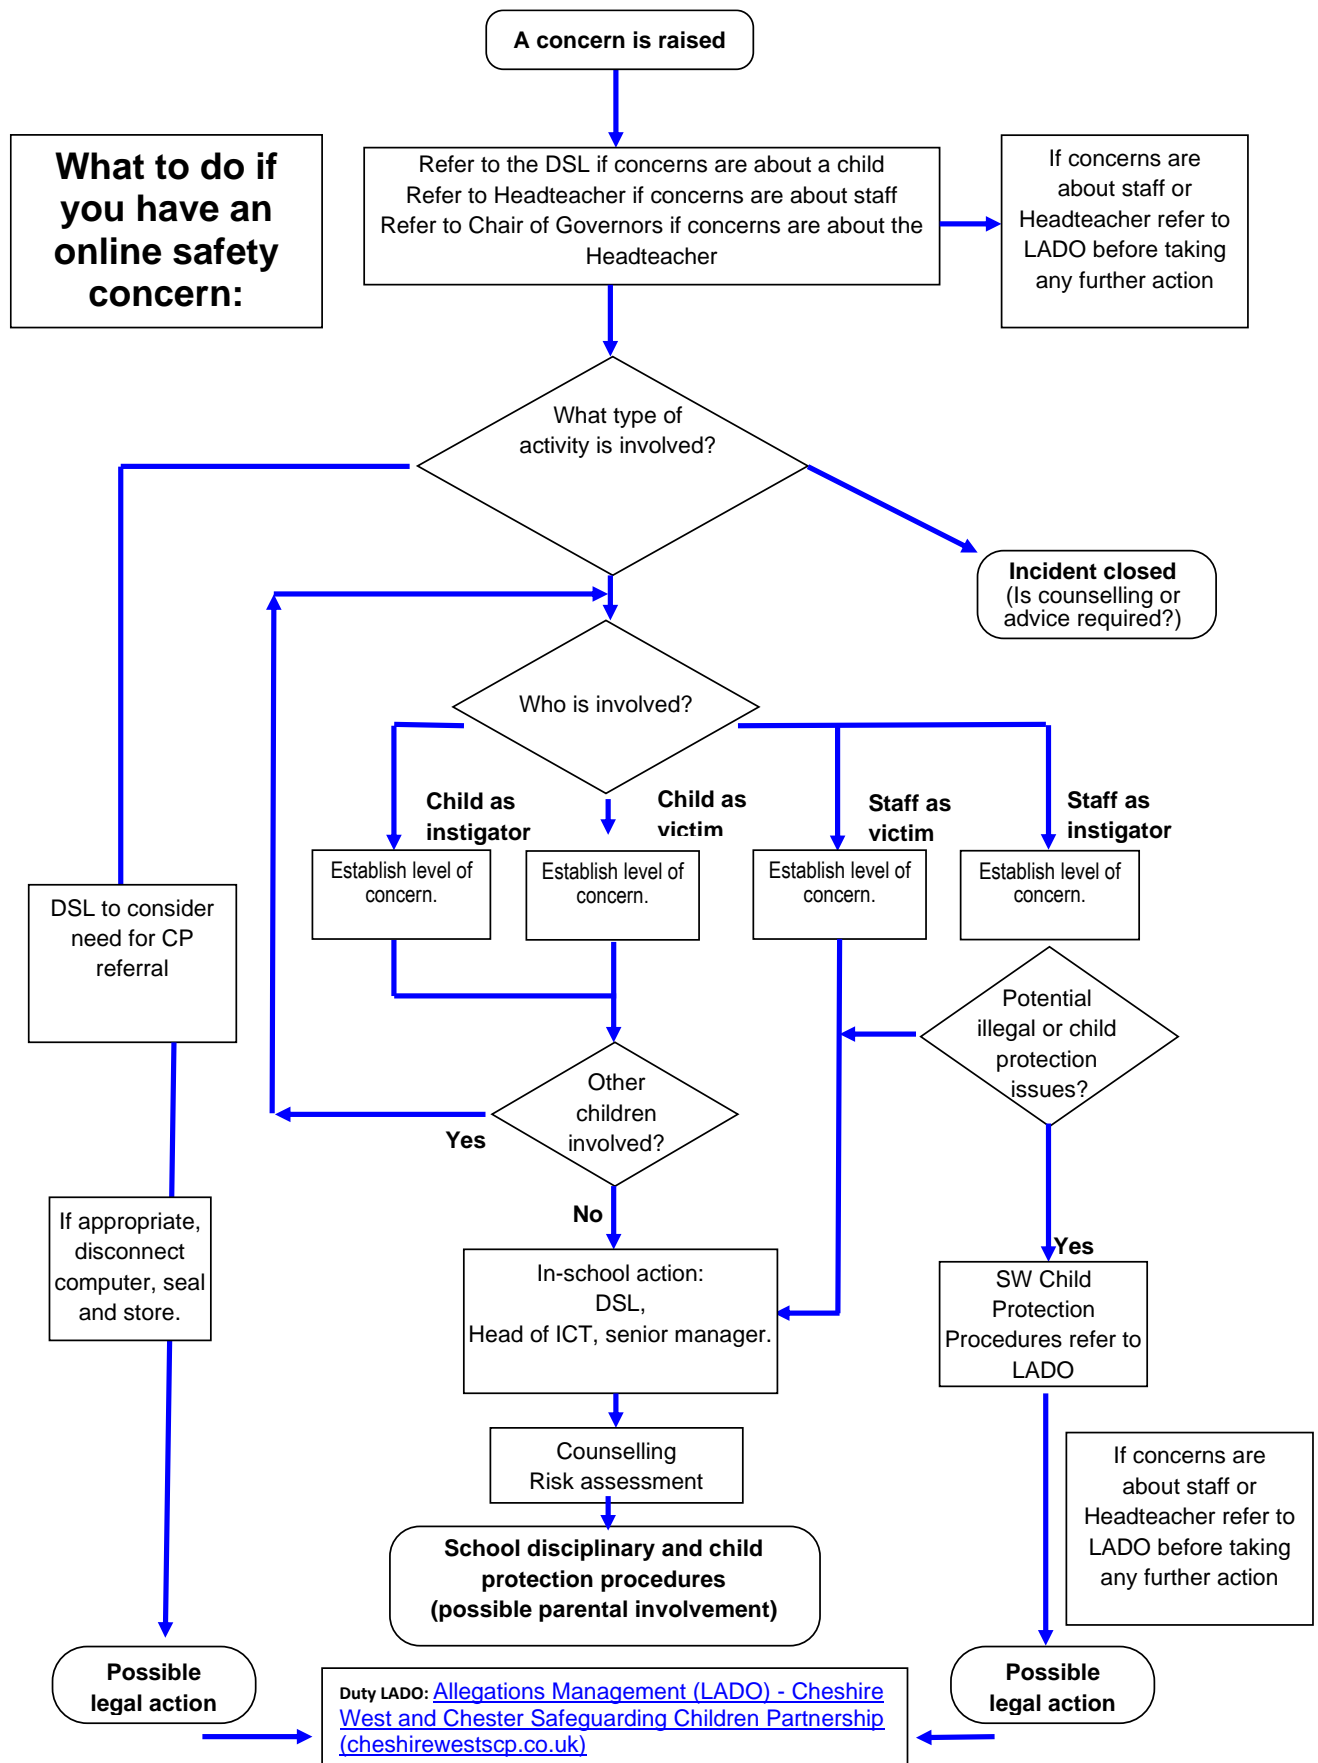 A concern is raised
What to do if
you have an
online safety
concern:
Refer to the DSL if concerns are about a child
Refer to Headteacher if concerns are about staff
Refer to Chair of Governors if concerns are about the
Headteacher
If concerns are
about staff or
Headteacher refer to
LADO before taking
any further action
What type of
activity is involved?
Incident closed
(Is counselling or
advice required?)
Who is involved?
Child as
instigator
Child as
victim
Staff as
victim
Staff as
instigator
Establish level of
concern.
Establish level of
concern.
Establish level of
concern.
Establish level of
concern.
DSL to consider
need for CP
referral
Potential
illegal or child
protection
issues?
Other
children
involved?
Yes
No
If appropriate,
disconnect
computer, seal
and store.
In-school action:
DSL,
Head of ICT, senior manager.
Yes
SW Child
Protection
Procedures refer to
LADO
Counselling
Risk assessment
If concerns are
about staff or
Headteacher refer to
LADO before taking
any further action
School disciplinary and child
protection procedures
(possible parental involvement)
Possible
legal action
Duty LADO: Allegations Management (LADO) - Cheshire
West and Chester Safeguarding Children Partnership
(cheshirewestscp.co.uk)
Possible
legal action